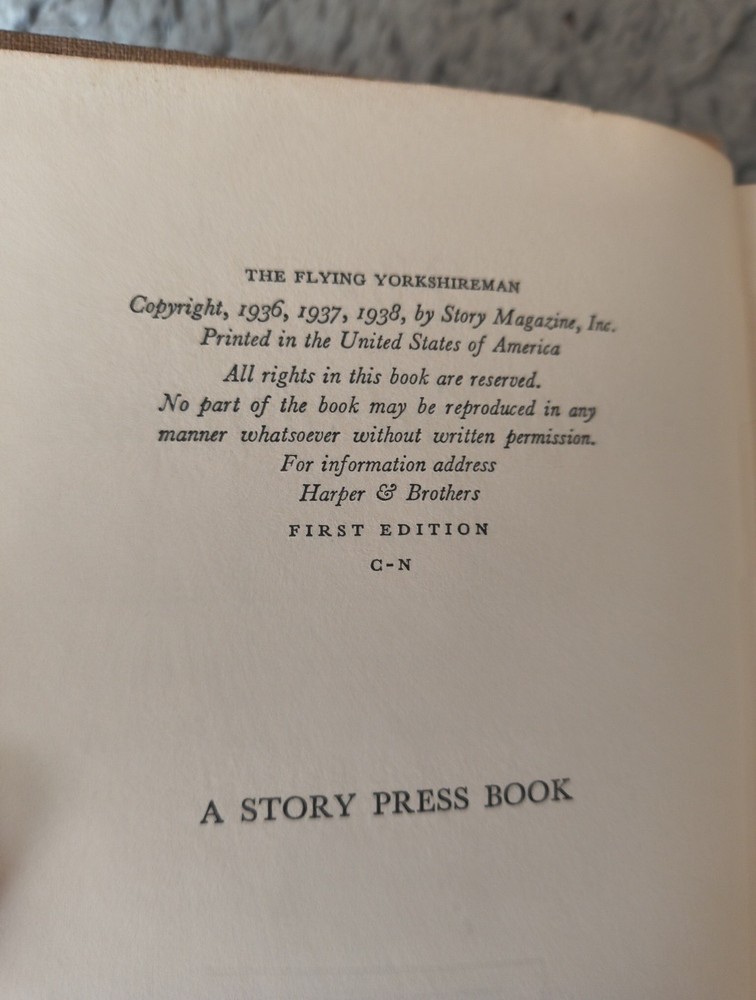 THE FLYING YORKSHIREMAN
Copyright, 1936, 1937, 1938, by Story Magazine, Inc.
Printed in the United States of America
All rights in this book are reserved.
No part of the book may be reproduced in any
manner whatsoever without written permission.
For information address
Harper & Brothers
FIRST EDITION
C-N
A STORY PRESS BOOK